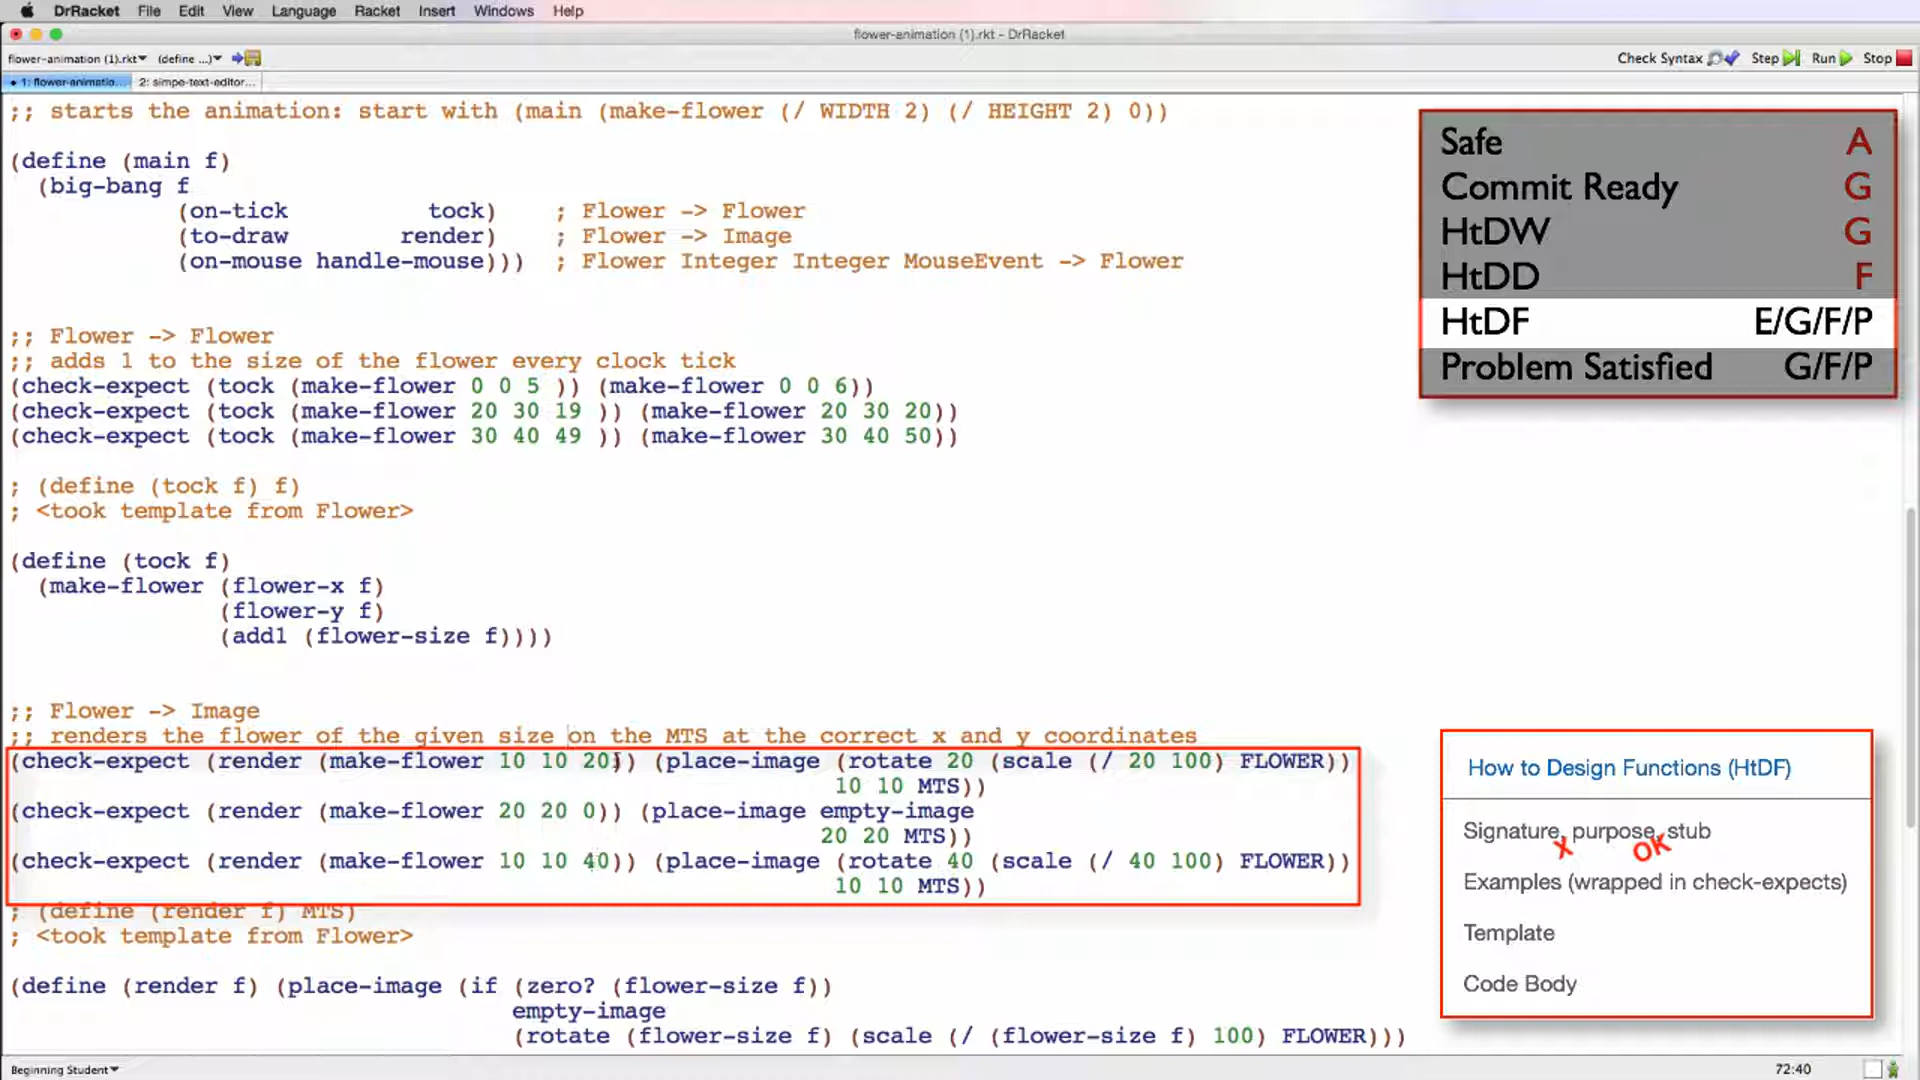 DrRacket File Edit View Language Racket Insert Windows Help
flower-animation (1).rkt - DrRacket
flower-animation (1).rkt▾ (define ...)▾
Check Syntax Step Run Stop
1: flower-animatio... 2: simpe-text-editor...
;; starts the animation: start with (main (make-flower (/ WIDTH 2) (/ HEIGHT 2) 0))
(define (main f)
(big-bang f
(on-tick tock) ; Flower -> Flower
(to-draw render) ; Flower -> Image
(on-mouse handle-mouse))) ; Flower Integer Integer MouseEvent -> Flower
;; Flower -> Flower
;; adds 1 to the size of the flower every clock tick
(check-expect (tock (make-flower 0 0 5 )) (make-flower 0 0 6))
(check-expect (tock (make-flower 20 30 19 )) (make-flower 20 30 20))
(check-expect (tock (make-flower 30 40 49 )) (make-flower 30 40 50))
; (define (tock f) f)
; <took template from Flower>
(define (tock f)
(make-flower (flower-x f)
(flower-y f)
(add1 (flower-size f))))
;; Flower -> Image
;; renders the flower of the given size on the MTS at the correct x and y coordinates
(check-expect (render (make-flower 10 10 20)) (place-image (rotate 20 (scale (/ 20 100) FLOWER))
10 10 MTS))
(check-expect (render (make-flower 20 20 0)) (place-image empty-image
20 20 MTS))
(check-expect (render (make-flower 10 10 40)) (place-image (rotate 40 (scale (/ 40 100) FLOWER))
10 10 MTS))
; (define (render f) MTS)
; <took template from Flower>
(define (render f) (place-image (if (zero? (flower-size f))
empty-image
(rotate (flower-size f) (scale (/ (flower-size f) 100) FLOWER)))
Safe A
Commit Ready G
HtDW G
HtDD F
HtDF E/G/F/P
Problem Satisfied G/F/P
How to Design Functions (HtDF)
Signature, purpose, stub
X OK
Examples (wrapped in check-expects)
Template
Code Body
Beginning Student▾ 72:40